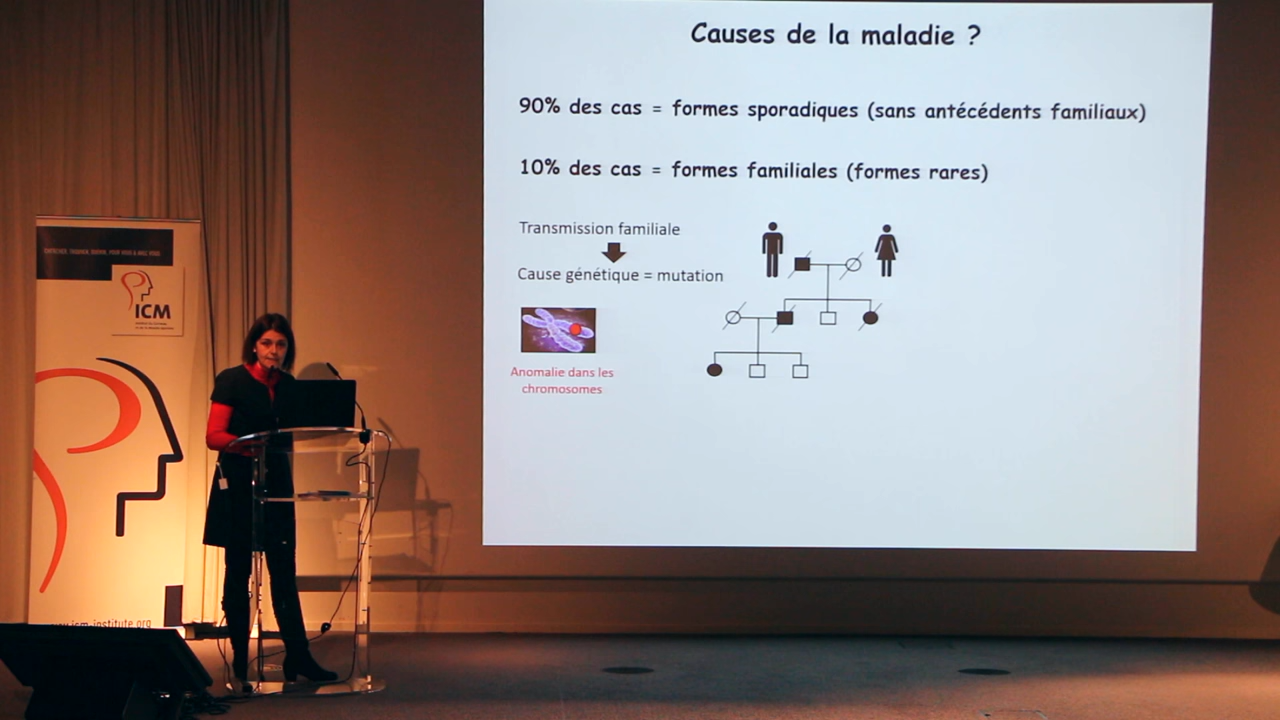 Causes de la maladie ?
90% des cas = formes sporadiques (sans antécédents familiaux)
10% des cas = formes familiales (formes rares)
Transmission familiale
Cause génétique = mutation
Anomalie dans les
chromosomes
ICM
icm-institute.org